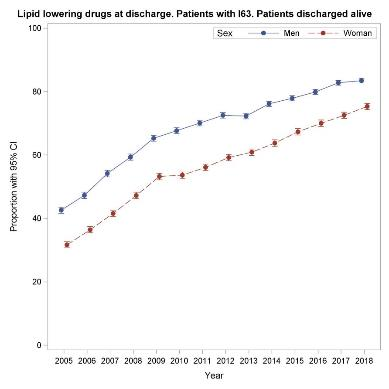 Lipid lowering drugs at discharge. Patients with I63. Patients discharged alive
Sex Men Woman
100
80
60
40
20
0
Proportion with 95% CI
2005 2006 2007 2008 2009 2010 2011 2012 2013 2014 2015 2016 2017 2018
Year